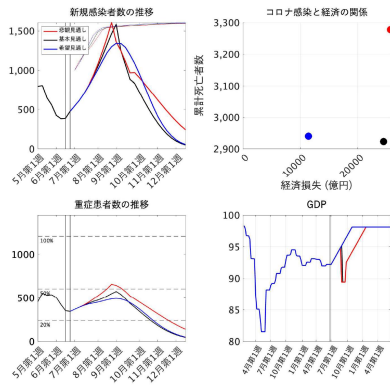 新規感染者数の推移
1,500
1000
500
0
悲観見通し
基本見通し
希望見通し
5月第1週
6月第1週
7月第1週
8月第1週
9月第1週
10月第1週
11月第1週
12月第1週
コロナ感染と経済の関係
累計死亡者数
3,300
3,200
3,100
3,000
2,900
0
10000
20000
経済損失 (億円)
重症患者数の推移
1000
500
0
100%
50%
20%
5月第1週
6月第1週
7月第1週
8月第1週
9月第1週
10月第1週
11月第1週
12月第1週
GDP
100
95
90
85
80
4月第1週
7月第1週
10月第1週
1月第1週
4月第1週
7月第1週
10月第1週
1月第1週
4月第1週